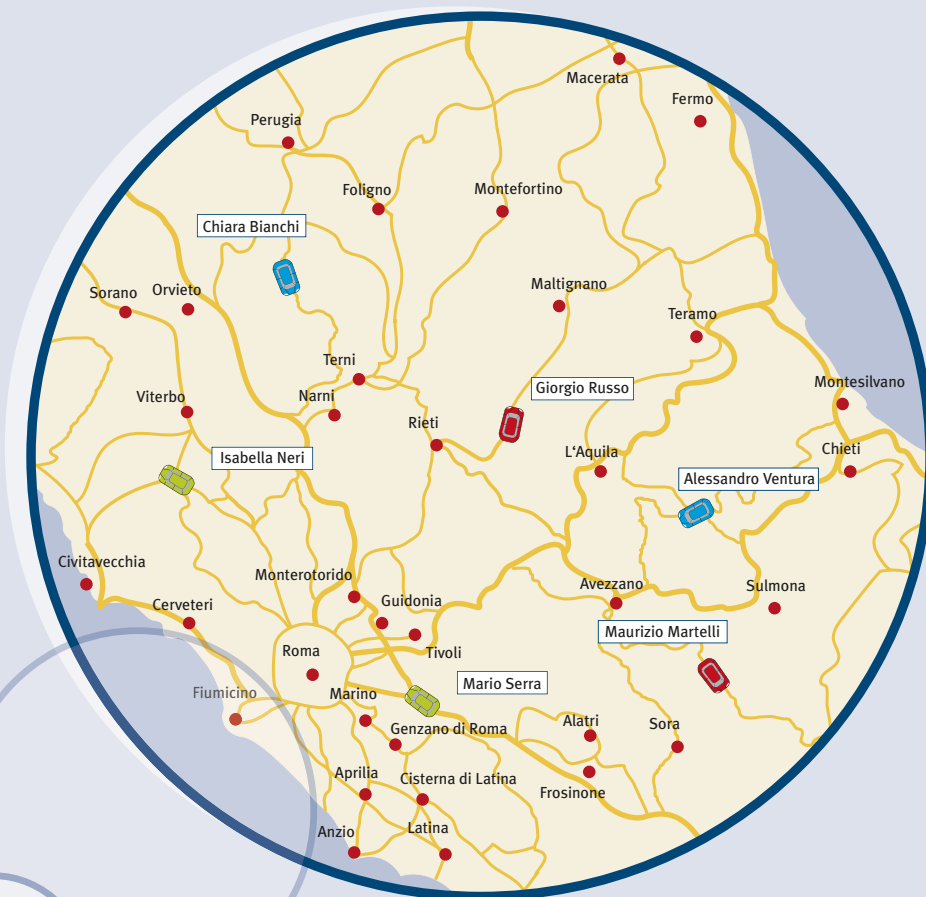 Macerata
Fermo
Perugia
Foligno
Montefortino
Chiara Bianchi
Sorano
Orvieto
Maltignano
Teramo
Terni
Giorgio Russo
Montesilvano
Viterbo
Narni
Rieti
L'Aquila
Chieti
Isabella Neri
Alessandro Ventura
Civitavecchia
Monterotorido
Avezzano
Sulmona
Cerveteri
Guidonia
Maurizio Martelli
Roma
Tivoli
Fiumicino
Marino
Mario Serra
Genzano di Roma
Alatri
Sora
Aprilia
Cisterna di Latina
Frosinone
Anzio
Latina